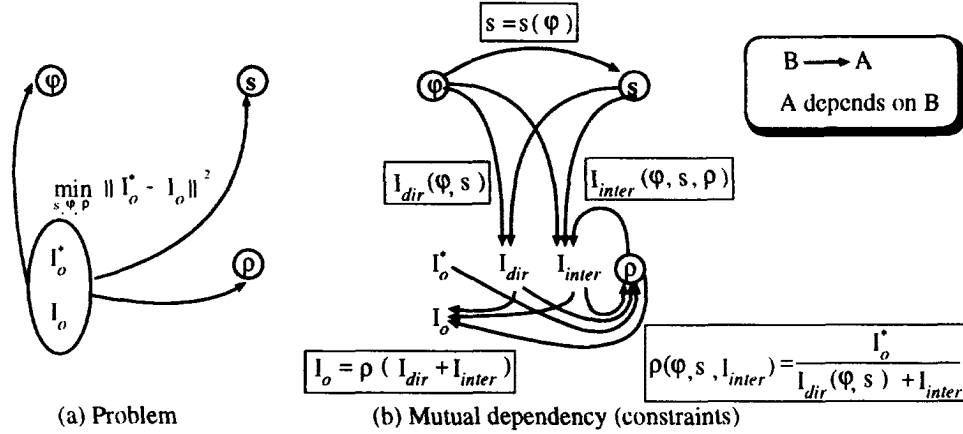 φ
s
min
s, φ, ρ
|| I*o - Io ||²
I*o
Io
ρ
(a) Problem
s = s(φ)
φ
s
Idir(φ, s)
Iinter(φ, s, ρ)
I*o
Idir
Iinter
ρ
Io
Io = ρ ( Idir + Iinter )
ρ(φ, s, Iinter) = I*o / Idir(φ, s) + Iinter
(b) Mutual dependency (constraints)
B → A
A depends on B